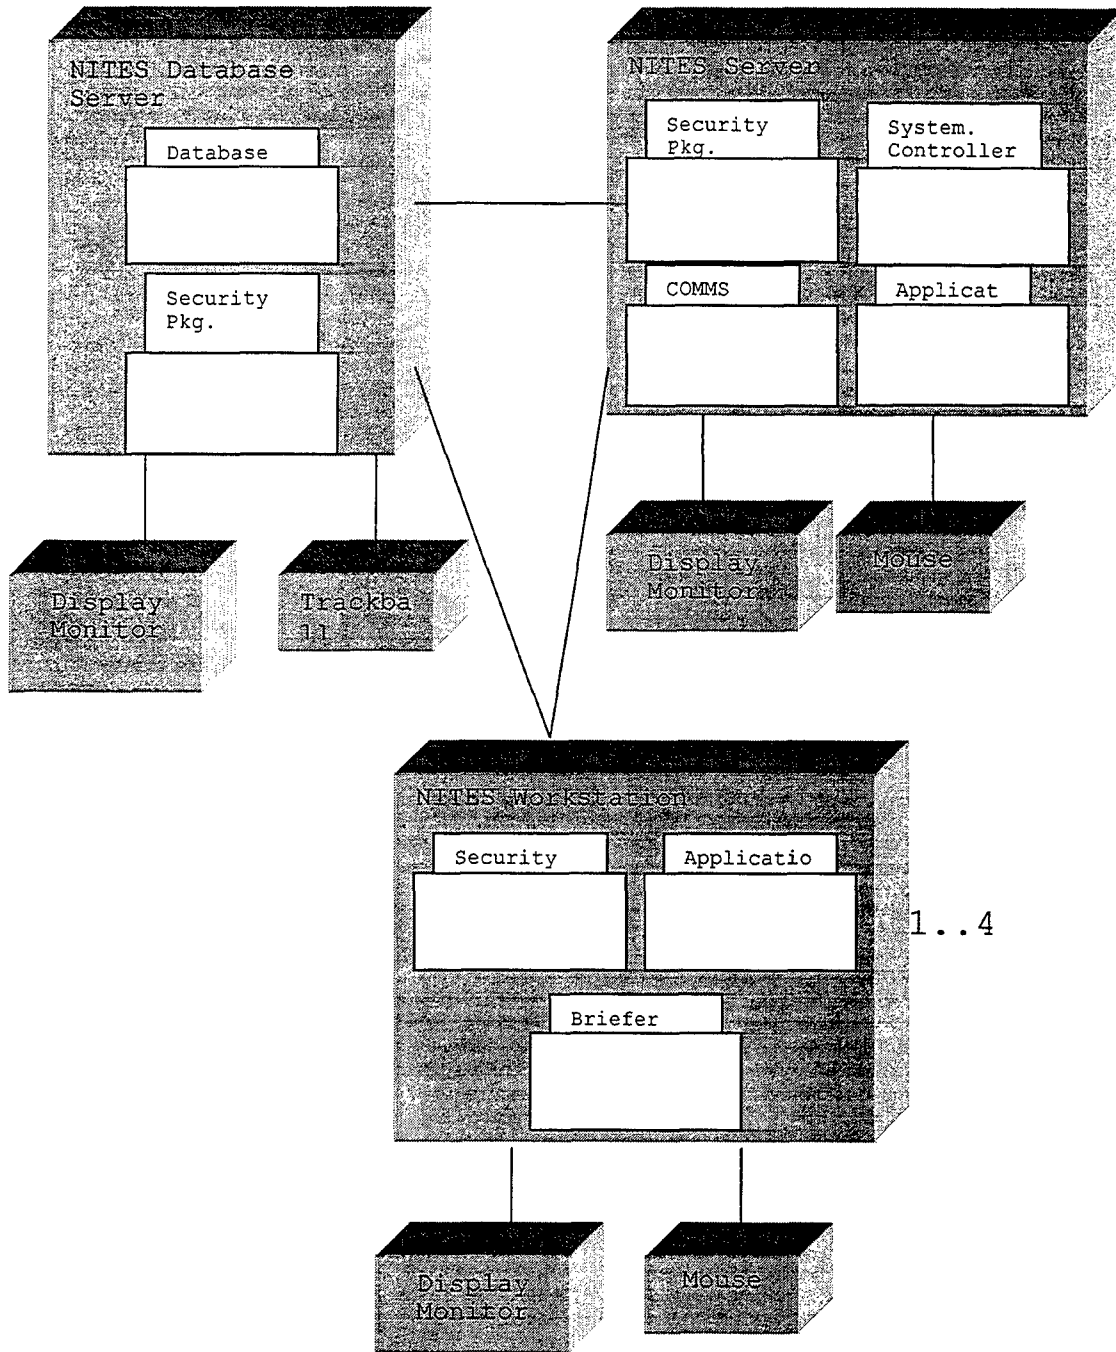 NITES Database
Server
Database
Security
Pkg.
NITES Server
Security
Pkg.
System.
Controller
COMMS
Applicat
Display
Monitor
Trackba
ll
Display
Monitor
Mouse
NITES Workstation
Security
Applicatio
1..4
Briefer
Display
Monitor
Mouse